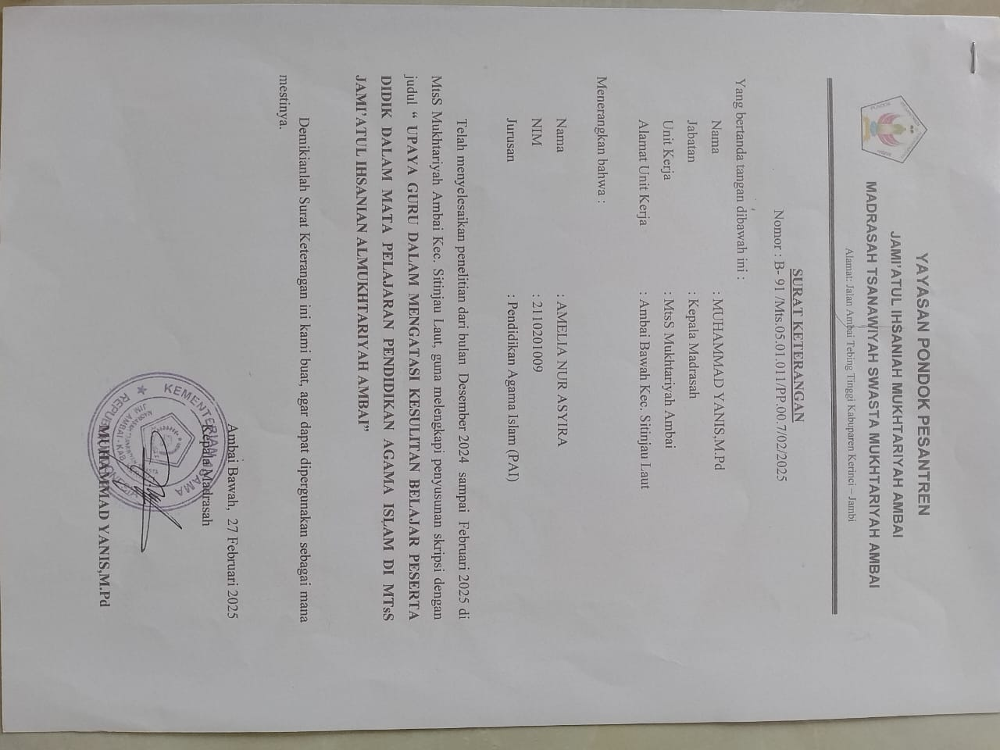 YAYASAN PONDOK PESANTREN
JAMI'ATUL IHSANIAH MUKHTARIYAH AMBAI
MADRASAH TSANAWIYAH SWASTA MUKHTARIYAH AMBAI
Alamat: Jalan Ambai Tebing Tinggi Kabuparen Kerinci – Jambi
SURAT KETERANGAN
Nomor : B- 91 /Mts.05.01.011/PP.00.7/02/2025
Yang bertanda tangan dibawah ini :
Nama : MUHAMMAD YANIS,M.Pd
Jabatan : Kepala Madrasah
Unit Kerja : MtsS Mukhtariyah Ambai
Alamat Unit Kerja : Ambai Bawah Kec. Sitinjau Laut
Menerangkan bahwa :
Nama : AMELIA NUR ASYIRA
NIM : 2110201009
Jurusan : Pendidikan Agama Islam (PAI)
Telah menyelesaikan penelitian dari bulan Desember 2024 sampai Februari 2025 di
MtsS Mukhtariyah Ambai Kec. Sitinjau Laut, guna melengkapi penyusunan skripsi dengan
judul “ UPAYA GURU DALAM MENGATASI KESULITAN BELAJAR PESERTA
DIDIK DALAM MATA PELAJARAN PENDIDIKAN AGAMA ISLAM DI MTsS
JAMI’ATUL IHSANIAN ALMUKHTARIYAH AMBAI”
Demikianlah Surat Keterangan ini kami buat, agar dapat dipergunakan sebagai mana
mestinya.
Ambai Bawah, 27 Februari 2025
Kepala Madrasah
KEMENTERIAN AGAMA
MUHAMMAD YANIS,M.Pd